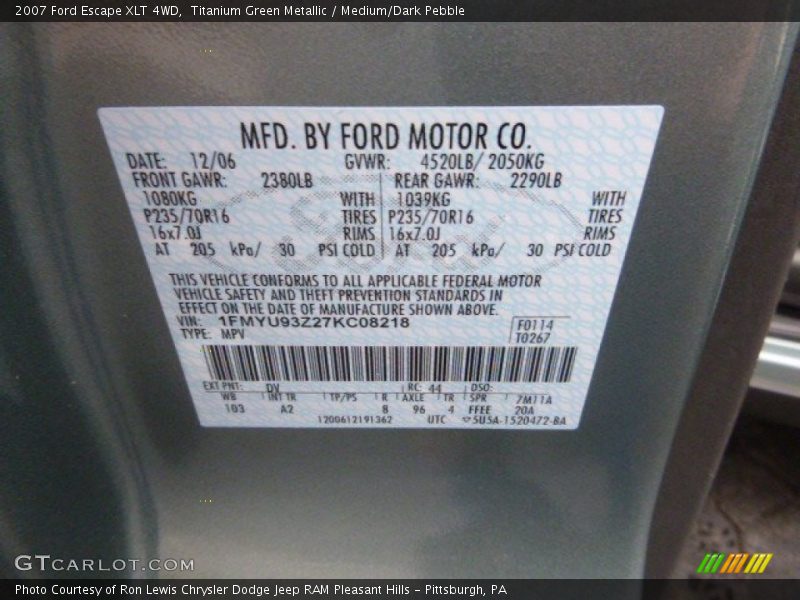 2007 Ford Escape XLT 4WD, Titanium Green Metallic / Medium/Dark Pebble
MFD. BY FORD MOTOR CO.
DATE: 12/06 GVWR: 4520LB/ 2050KG
FRONT GAWR: 2380LB REAR GAWR: 2290LB
1080KG WITH 1039KG WITH
P235/70R16 TIRES P235/70R16 TIRES
16x7.0J RIMS 16x7.0J RIMS
AT 205 kPa/ 30 PSI COLD AT 205 kPa/ 30 PSI COLD
THIS VEHICLE CONFORMS TO ALL APPLICABLE FEDERAL MOTOR
VEHICLE SAFETY AND THEFT PREVENTION STANDARDS IN
EFFECT ON THE DATE OF MANUFACTURE SHOWN ABOVE.
VIN: 1FMYU93Z27KC08218 F0114
TYPE: MPV T0267
EXT PNT: DV RC: 44 DSO:
WB INT TR TP/PS R AXLE TR SPR 7M11A
103 A2 8 96 4 FFEE 20A
1200612191362 UTC 5U5A-1520472-BA
GTCARLOT.COM
Photo Courtesy of Ron Lewis Chrysler Dodge Jeep RAM Pleasant Hills - Pittsburgh, PA